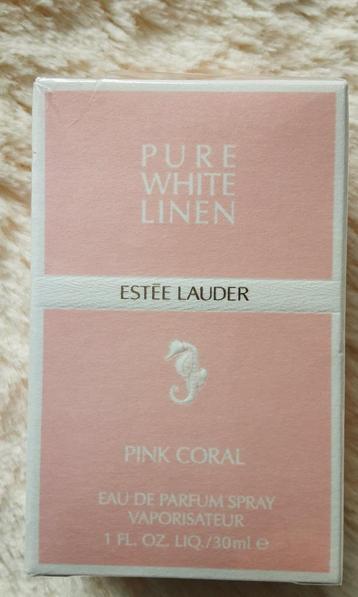 PURE
WHITE
LINEN
ESTĒE LAUDER
PINK CORAL
EAU DE PARFUM SPRAY
VAPORISATEUR
1 FL. OZ. LIQ./30ml ℮